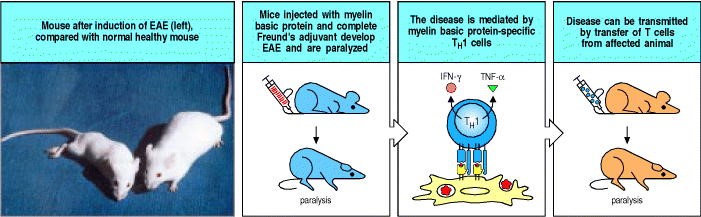 Mouse after induction of EAE (left),
compared with normal healthy mouse
Mice injected with myelin
basic protein and complete
Freund's adjuvant develop
EAE and are paralyzed
The disease is mediated by
myelin basic protein-specific
TH1 cells
Disease can be transmitted
by transfer of T cells
from affected animal
paralysis
IFN-γ TNF-α
TH1
paralysis